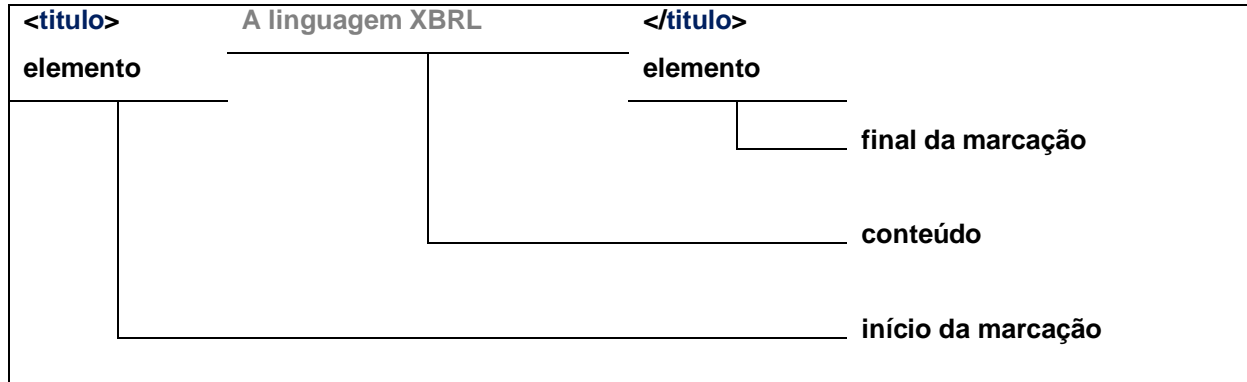 <titulo> A linguagem XBRL </titulo>
elemento elemento
final da marcação
conteúdo
início da marcação